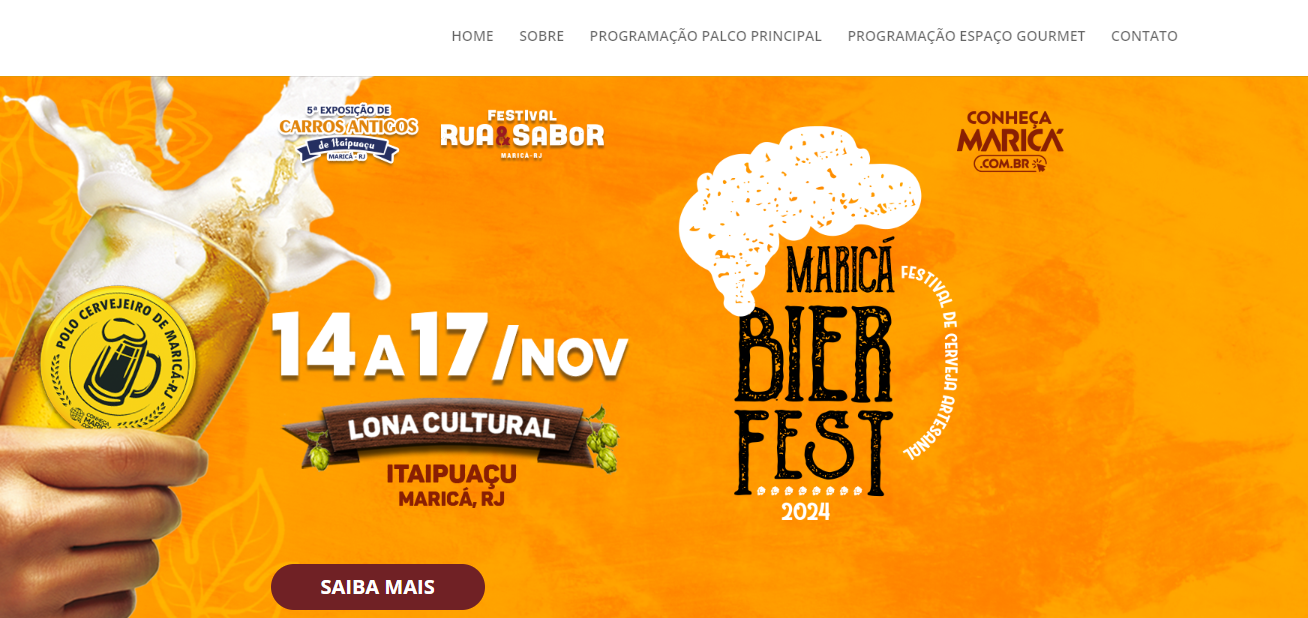 HOME SOBRE PROGRAMAÇÃO PALCO PRINCIPAL PROGRAMAÇÃO ESPAÇO GOURMET CONTATO
5ª EXPOSIÇÃO DE
CARROS ANTIGOS
de Itaipuaçu
MARICÁ - RJ
FESTIVAL
RUA & SABOR
MARICÁ-RJ
CONHEÇA
MARICÁ
.COM.BR
MARICÁ
BIER
FEST
FESTIVAL DE CERVEJA ARTESANAL
2024
POLO CERVEJEIRO DE MARICÁ-RJ
14 A 17/NOV
LONA CULTURAL
ITAIPUAÇU
MARICÁ, RJ
SAIBA MAIS